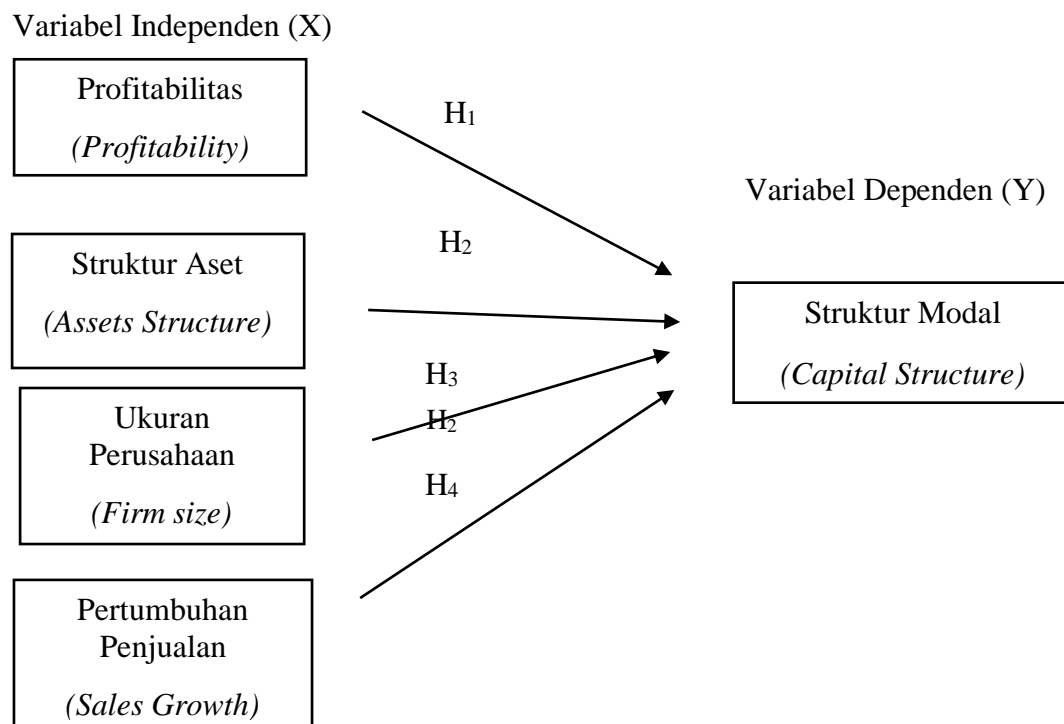 Variabel Independen (X)
Profitabilitas
(Profitability)
H₁
Variabel Dependen (Y)
Struktur Aset
(Assets Structure)
H₂
Struktur Modal
(Capital Structure)
H₃
H₂
Ukuran
Perusahaan
(Firm size)
H₄
Pertumbuhan
Penjualan
(Sales Growth)